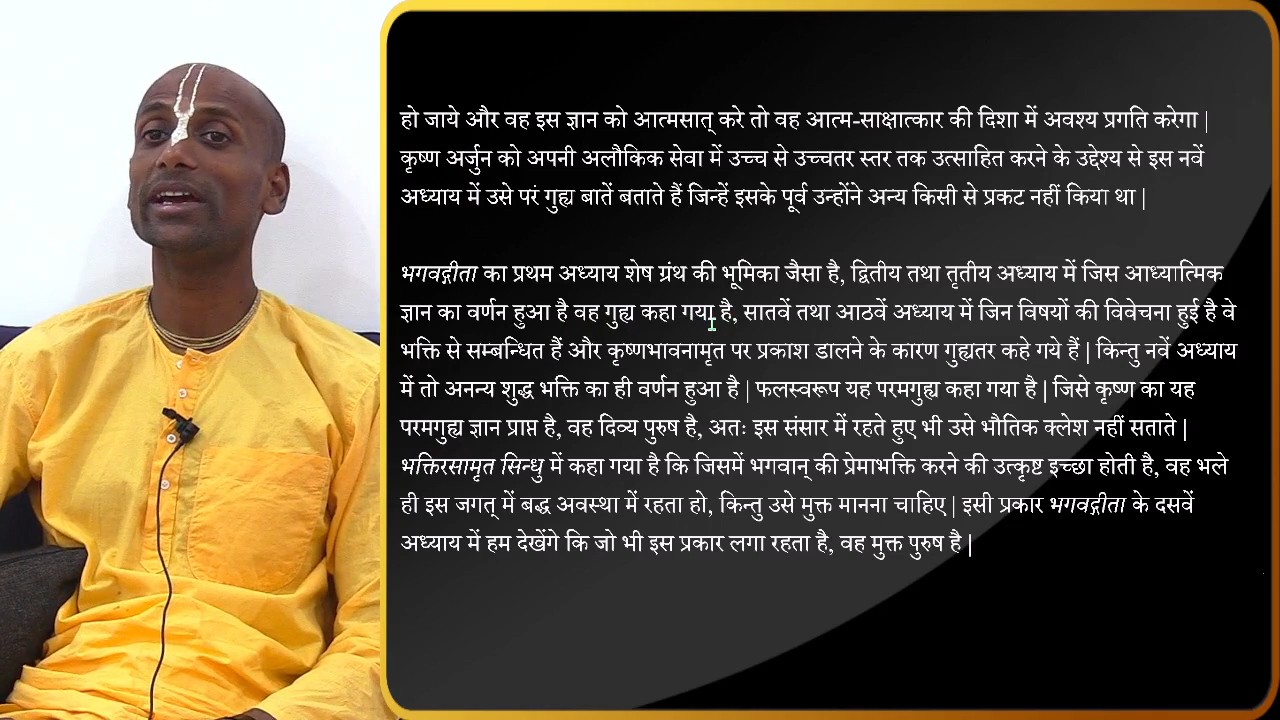 हो जाये और वह इस ज्ञान को आत्मसात् करे तो वह आत्म-साक्षात्कार की दिशा में अवश्य प्रगति करेगा |
कृष्ण अर्जुन को अपनी अलौकिक सेवा में उच्च से उच्चतर स्तर तक उत्साहित करने के उद्देश्य से इस नवें
अध्याय में उसे परं गुह्य बातें बताते हैं जिन्हें इसके पूर्व उन्होंने अन्य किसी से प्रकट नहीं किया था |
भगवद्गीता का प्रथम अध्याय शेष ग्रंथ की भूमिका जैसा है, द्वितीय तथा तृतीय अध्याय में जिस आध्यात्मिक
ज्ञान का वर्णन हुआ है वह गुह्य कहा गया है, सातवें तथा आठवें अध्याय में जिन विषयों की विवेचना हुई है वे
भक्ति से सम्बन्धित हैं और कृष्णभावनामृत पर प्रकाश डालने के कारण गुह्यतर कहे गये हैं | किन्तु नवें अध्याय
में तो अनन्य शुद्ध भक्ति का ही वर्णन हुआ है | फलस्वरूप यह परमगुह्य कहा गया है | जिसे कृष्ण का यह
परमगुह्य ज्ञान प्राप्त है, वह दिव्य पुरुष है, अतः इस संसार में रहते हुए भी उसे भौतिक क्लेश नहीं सताते |
भक्तिरसामृत सिन्धु में कहा गया है कि जिसमें भगवान् की प्रेमाभक्ति करने की उत्कृष्ट इच्छा होती है, वह भले
ही इस जगत् में बद्ध अवस्था में रहता हो, किन्तु उसे मुक्त मानना चाहिए | इसी प्रकार भगवद्गीता के दसवें
अध्याय में हम देखेंगे कि जो भी इस प्रकार लगा रहता है, वह मुक्त पुरुष है |